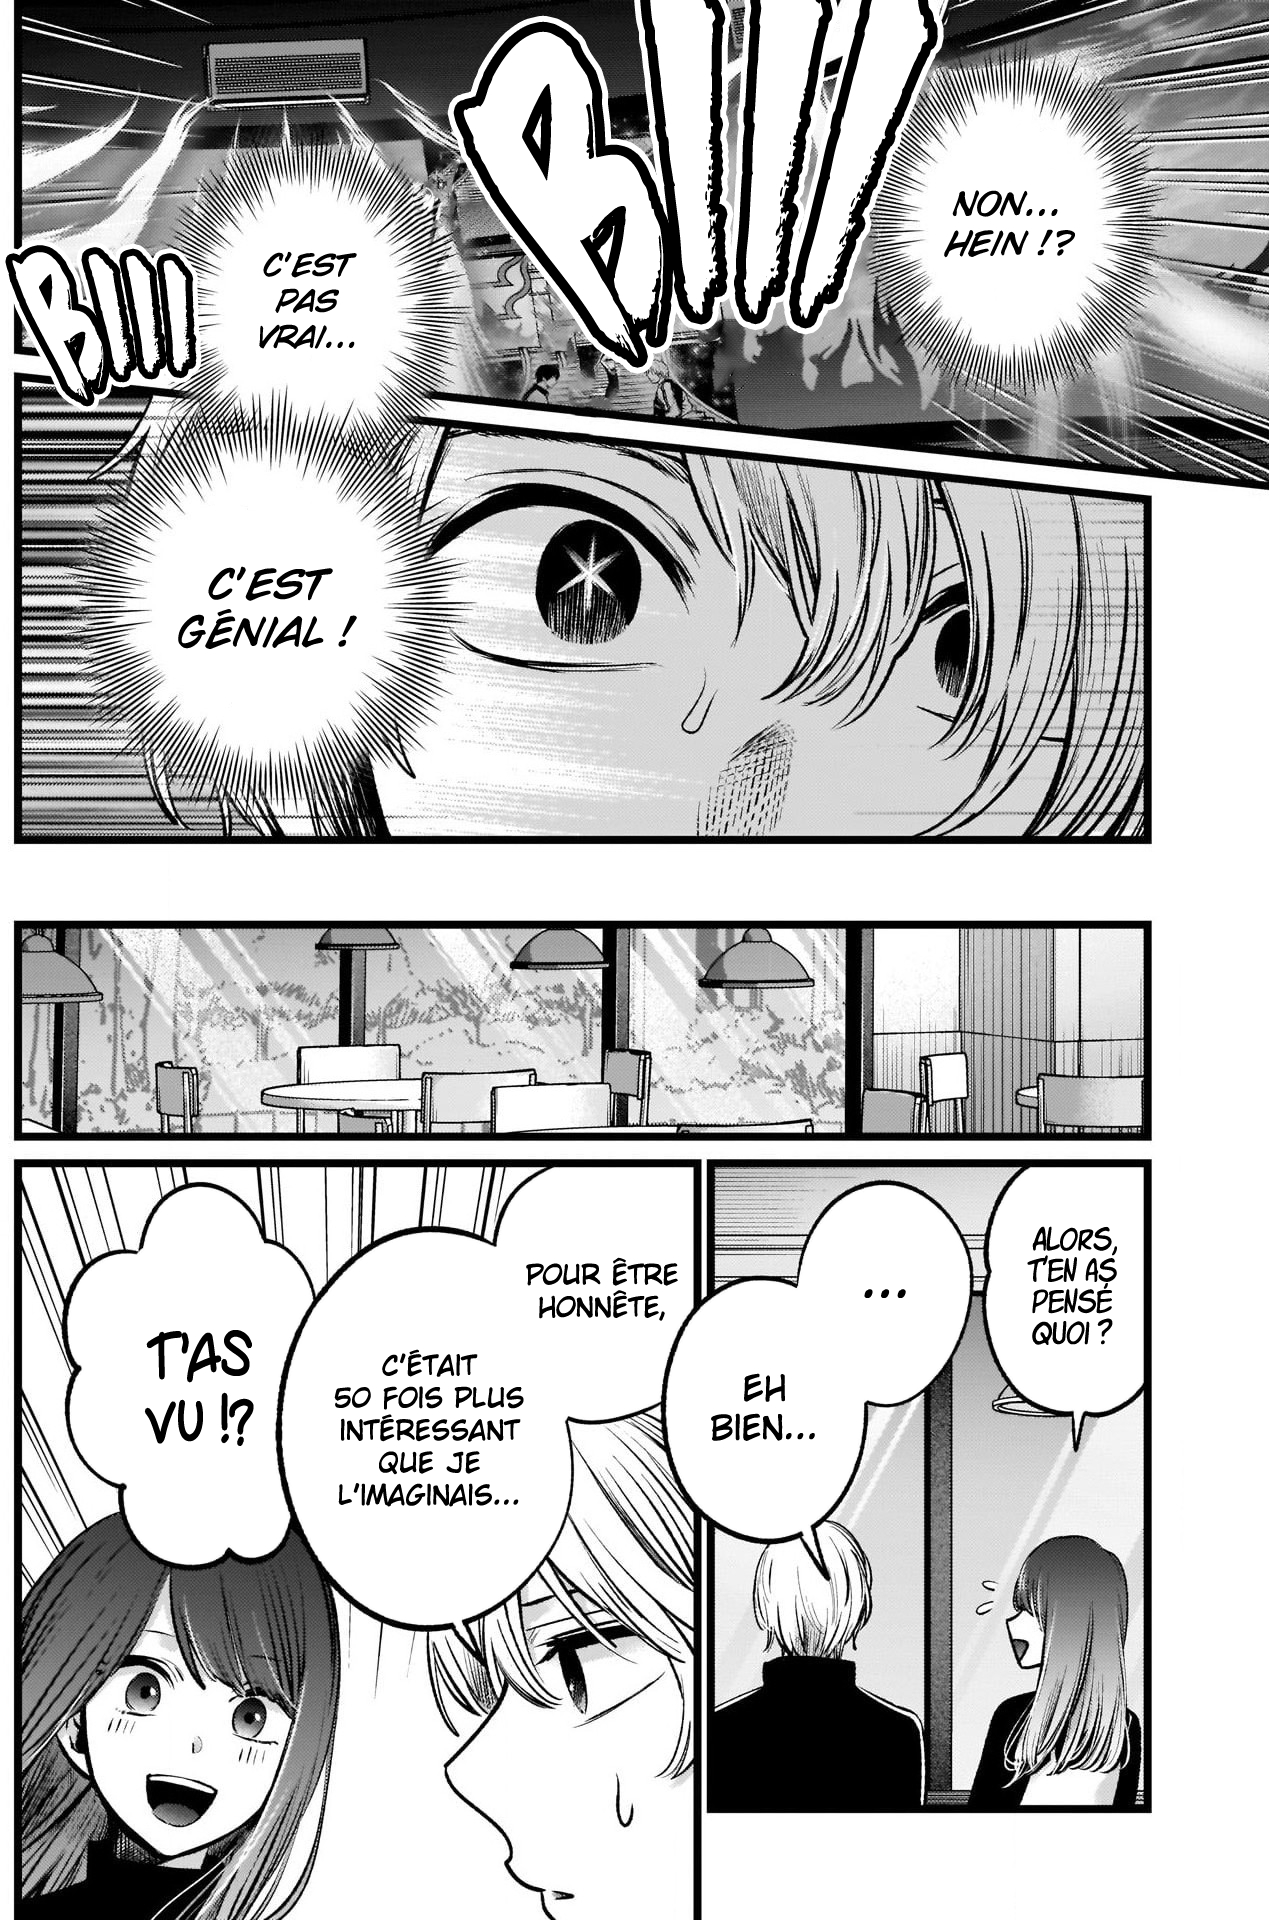 BIIII
NON...
HEIN !?
C'EST
PAS
VRAI...
BIIII
C'EST
GÉNIAL !
ALORS,
T'EN AS
PENSÉ
QUOI ?
...
EH
BIEN...
POUR ÊTRE
HONNÊTE,
C'ÉTAIT
50 FOIS PLUS
INTÉRESSANT
QUE JE
L'IMAGINAIS...
T'AS
VU !?